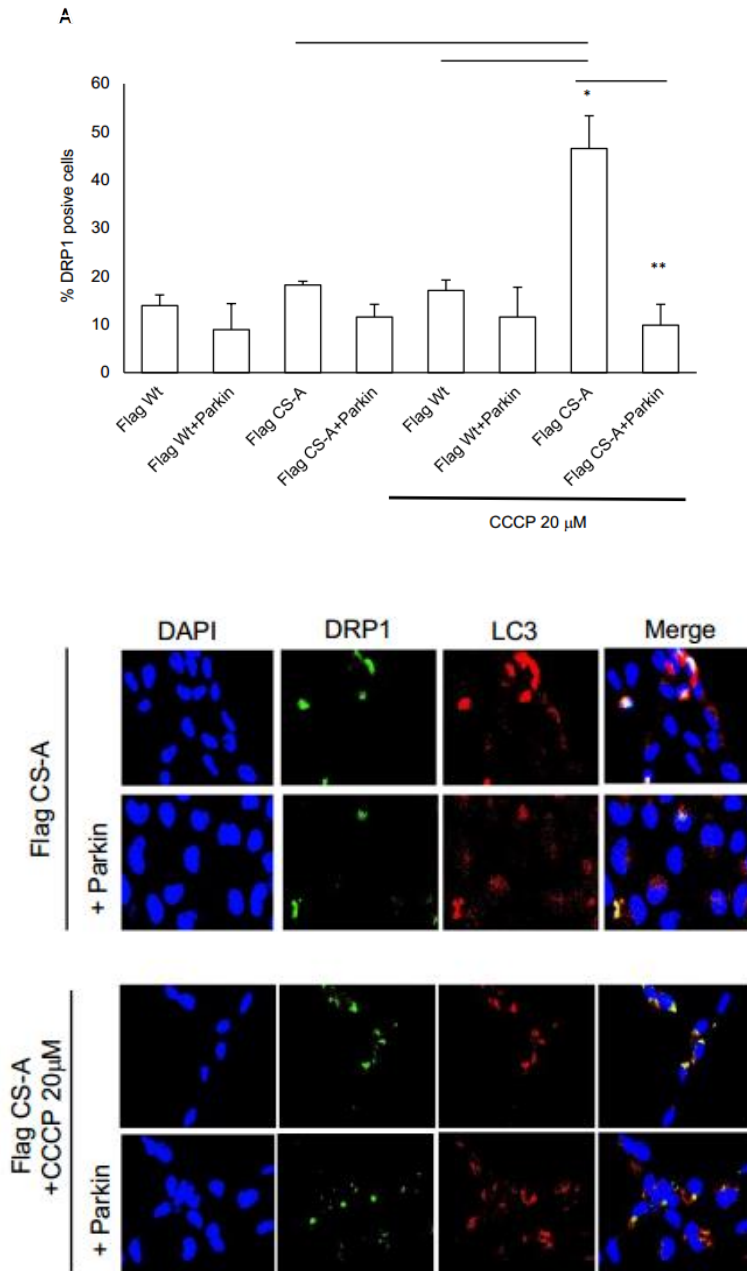 A
60
50
40
30
20
10
0
% DRP1 posive cells
*
**
Flag Wt
Flag Wt+Parkin
Flag CS-A
Flag CS-A+Parkin
Flag Wt
Flag Wt+Parkin
Flag CS-A
Flag CS-A+Parkin
CCCP 20 μM
DAPI DRP1 LC3 Merge
Flag CS-A
+ Parkin
Flag CS-A
+CCCP 20μM
+ Parkin